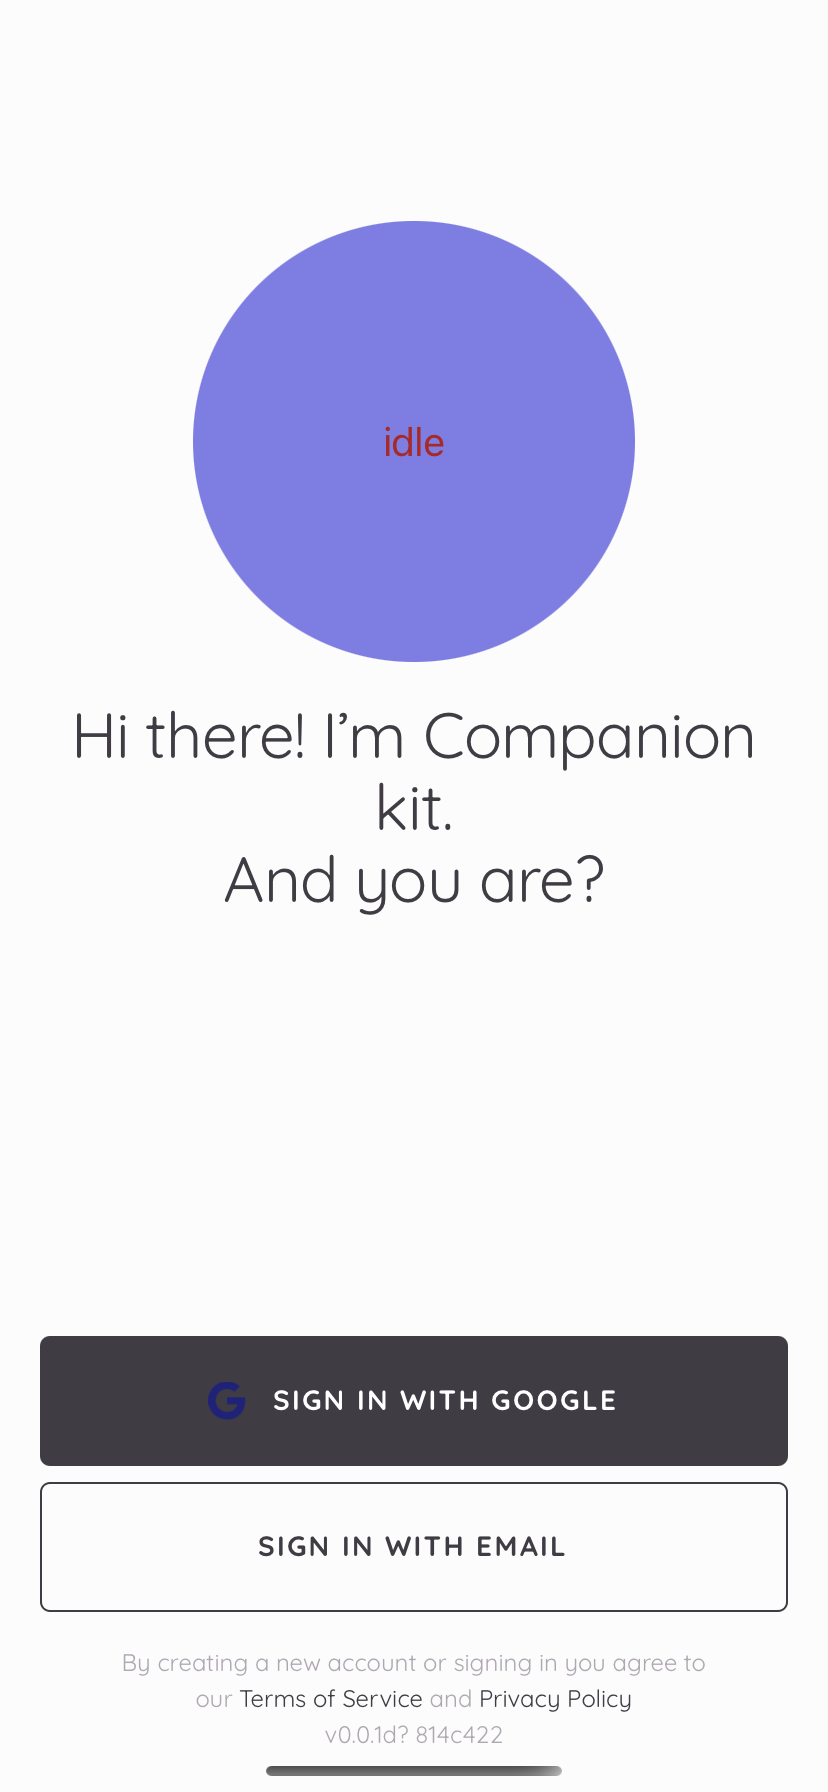 idle
Hi there! I’m Companion
kit.
And you are?
SIGN IN WITH GOOGLE
SIGN IN WITH EMAIL
By creating a new account or signing in you agree to
our Terms of Service and Privacy Policy
v0.0.1d? 814c422